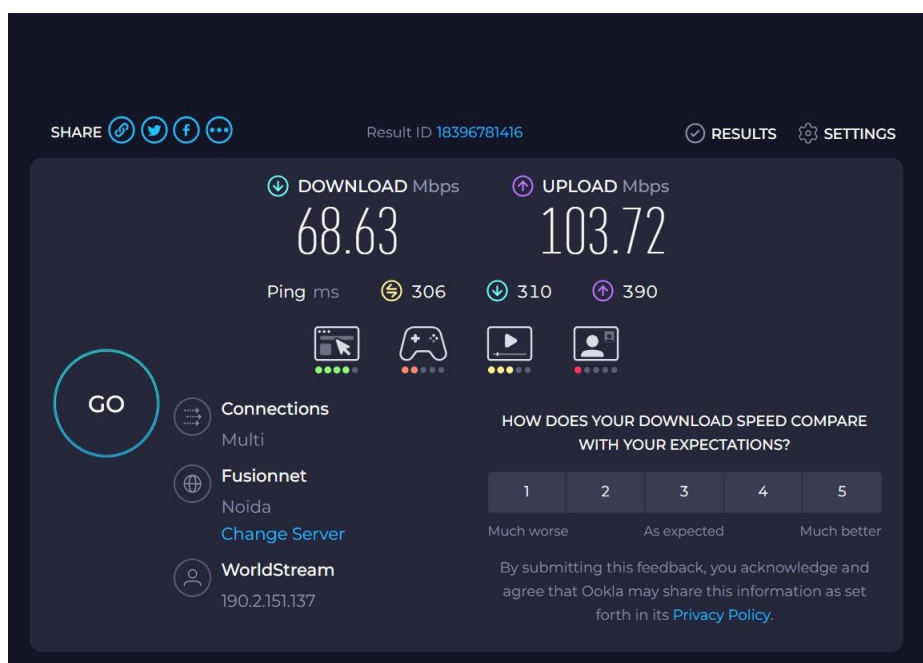 SHARE
Result ID 18396781416
RESULTS
SETTINGS
DOWNLOAD Mbps
68.63
UPLOAD Mbps
103.72
Ping ms 306 310 390
GO
Connections
Multi
Fusionnet
Noida
Change Server
WorldStream
190.2.151.137
HOW DOES YOUR DOWNLOAD SPEED COMPARE
WITH YOUR EXPECTATIONS?
1 2 3 4 5
Much worse As expected Much better
By submitting this feedback, you acknowledge and
agree that Ookla may share this information as set
forth in its Privacy Policy.